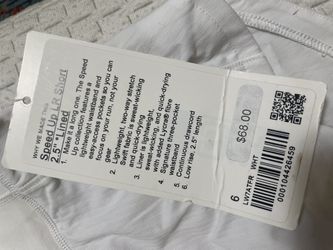 WHY WE MADE THIS
Speed Up LR Short
2.5" *Lined
1. Make it a long one. The Speed
Up collection features a
lightweight waistband and
easy-access pockets so you can
focus on your run, not your
gear
2. Lightweight, two-way stretch
Swift fabric is sweat-wicking
and quick-drying
3. Liner is lightweight,
sweat-wicking, and quick-drying
with added Lycra® fibre
4. Signature three-pocket
waistband
5. Continuous drawcord
6. Low rise, 2.5" length
$68.00
6
LW7ATFR WHT
000104426459